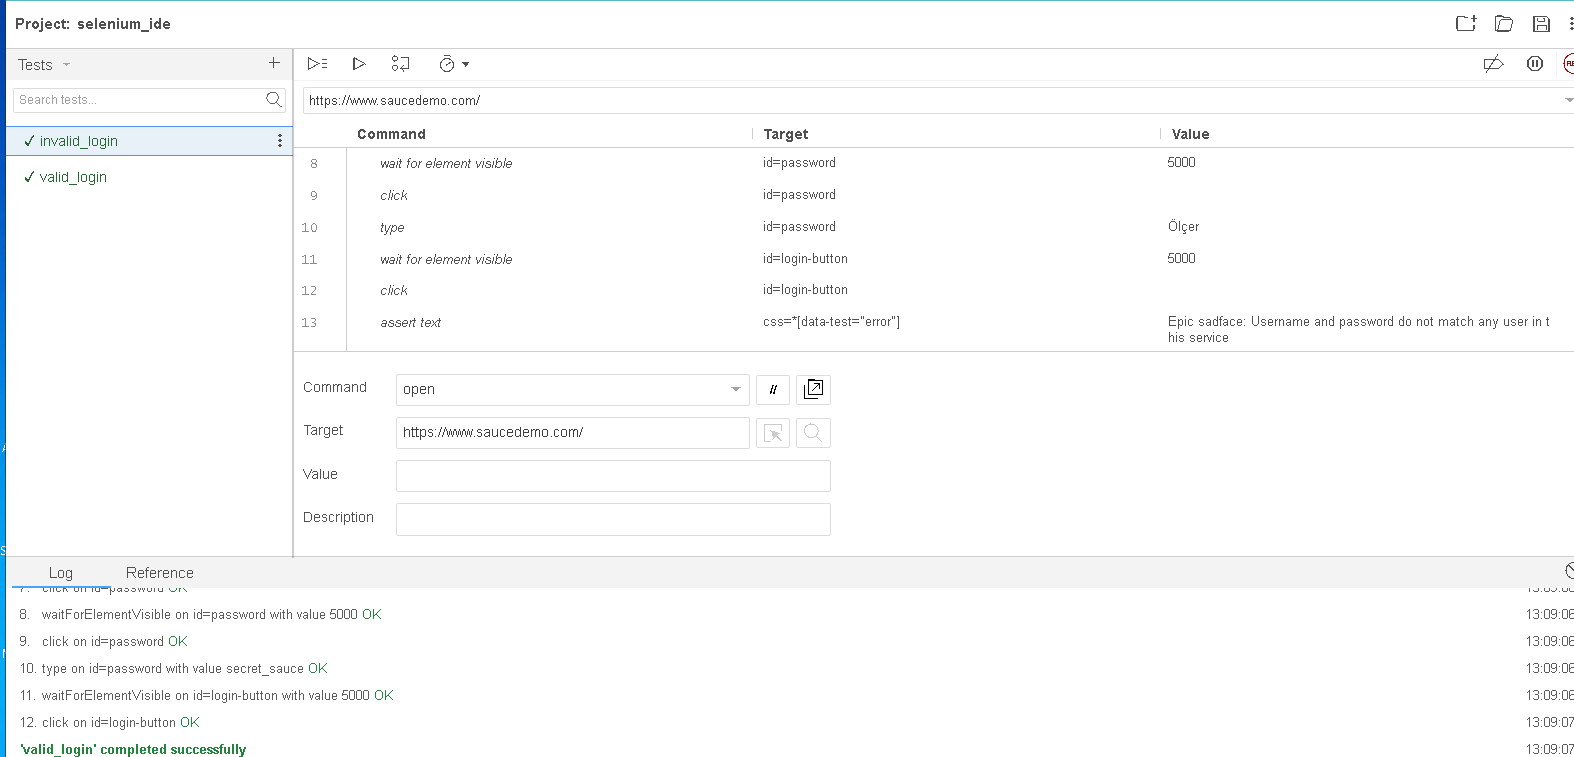 Project: selenium_ide
Tests
Search tests...
✓ invalid_login
✓ valid_login
https://www.saucedemo.com/
Command Target Value
8 wait for element visible id=password 5000
9 click id=password
10 type id=password Ölçer
11 wait for element visible id=login-button 5000
12 click id=login-button
13 assert text css=*[data-test="error"] Epic sadface: Username and password do not match any user in t
his service
Command open //
Target https://www.saucedemo.com/
Value
Description
Log Reference
7. click on id=password OK
8. waitForElementVisible on id=password with value 5000 OK 13:09:06
9. click on id=password OK 13:09:06
10. type on id=password with value secret_sauce OK 13:09:06
11. waitForElementVisible on id=login-button with value 5000 OK 13:09:06
12. click on id=login-button OK 13:09:07
'valid_login' completed successfully 13:09:07